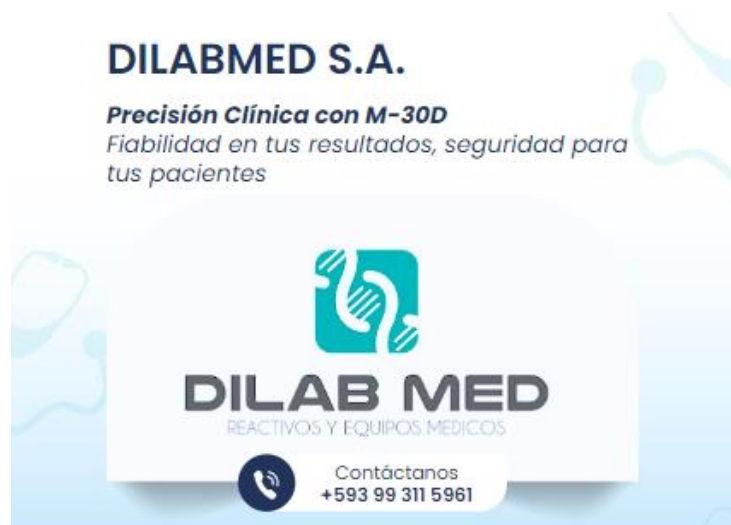 DILABMED S.A.
Precisión Clínica con M-30D
Fiabilidad en tus resultados, seguridad para
tus pacientes
DILAB MED
REACTIVOS Y EQUIPOS MEDICOS
Contáctanos
+593 99 311 5961